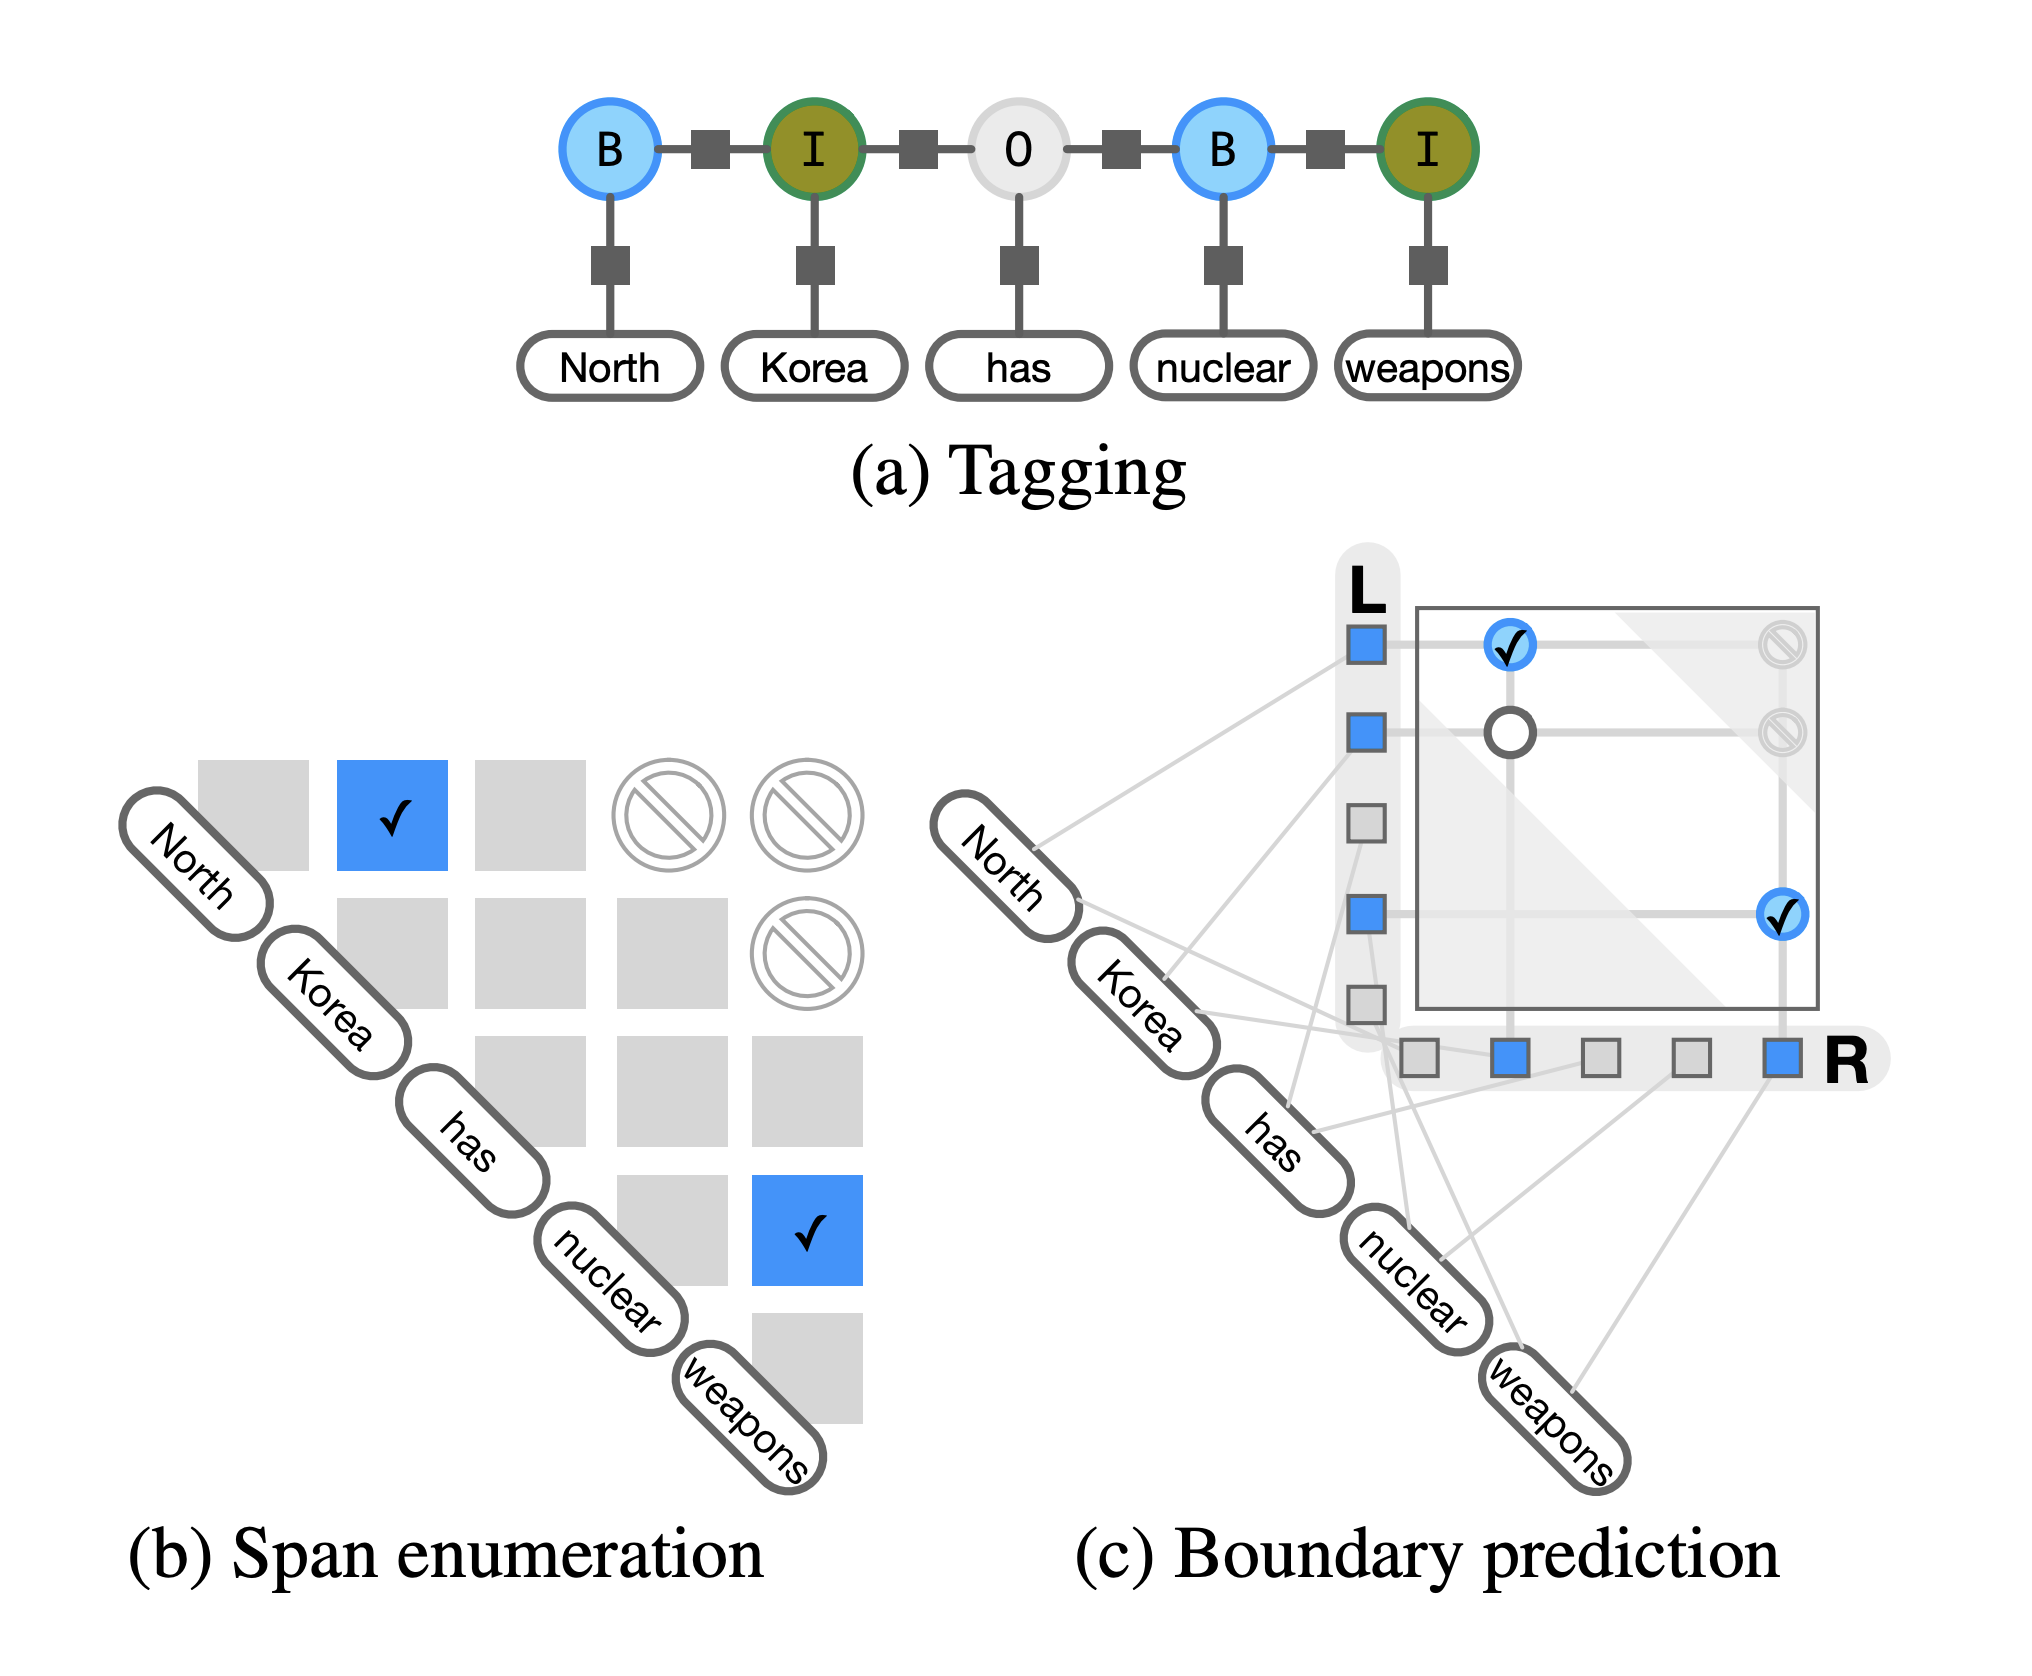 B I O B I
North Korea has nuclear weapons
(a) Tagging
L
R
North
Korea
has
nuclear
weapons
North
Korea
has
nuclear
weapons
(b) Span enumeration
(c) Boundary prediction